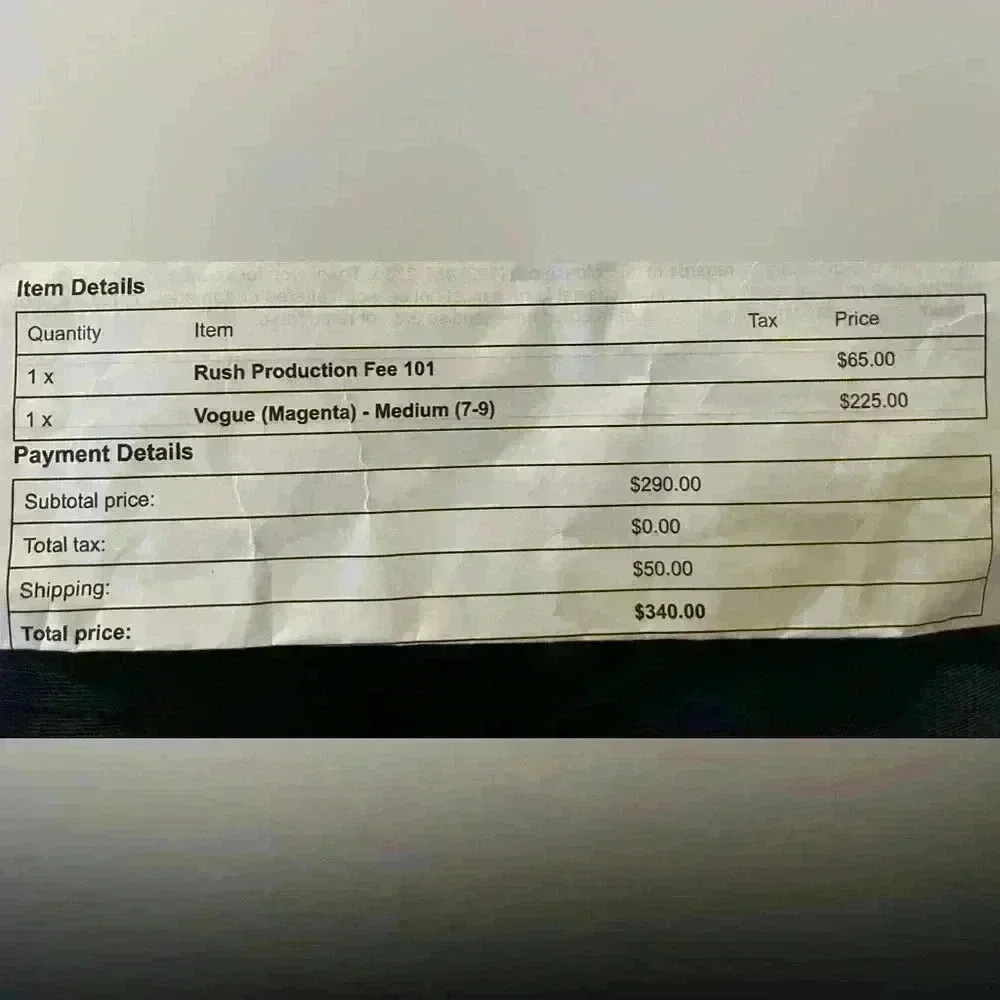 Item Details
Quantity Item Tax Price
1 x Rush Production Fee 101 $65.00
1 x Vogue (Magenta) - Medium (7-9) $225.00
Payment Details
Subtotal price: $290.00
Total tax: $0.00
Shipping: $50.00
Total price: $340.00